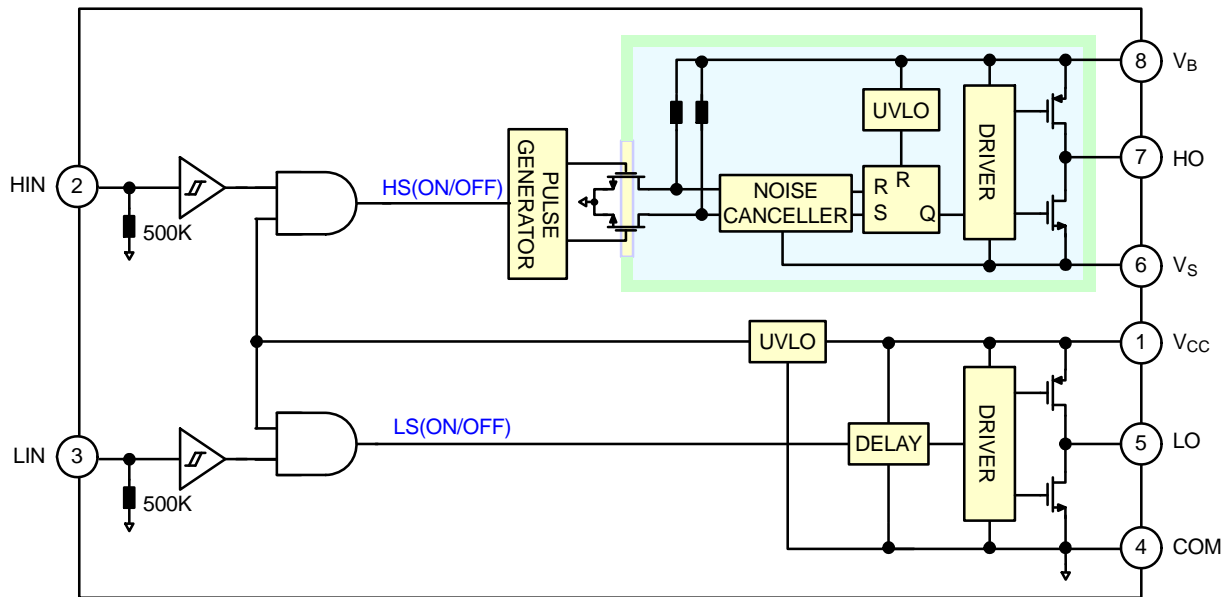 8 VB
UVLO
DRIVER
PULSE
GENERATOR
HIN 2
HS(ON/OFF)
7 HO
NOISE
CANCELLER
R R
S Q
500K
6 VS
UVLO
1 VCC
DRIVER
LS(ON/OFF)
DELAY
5 LO
LIN 3
500K
4 COM